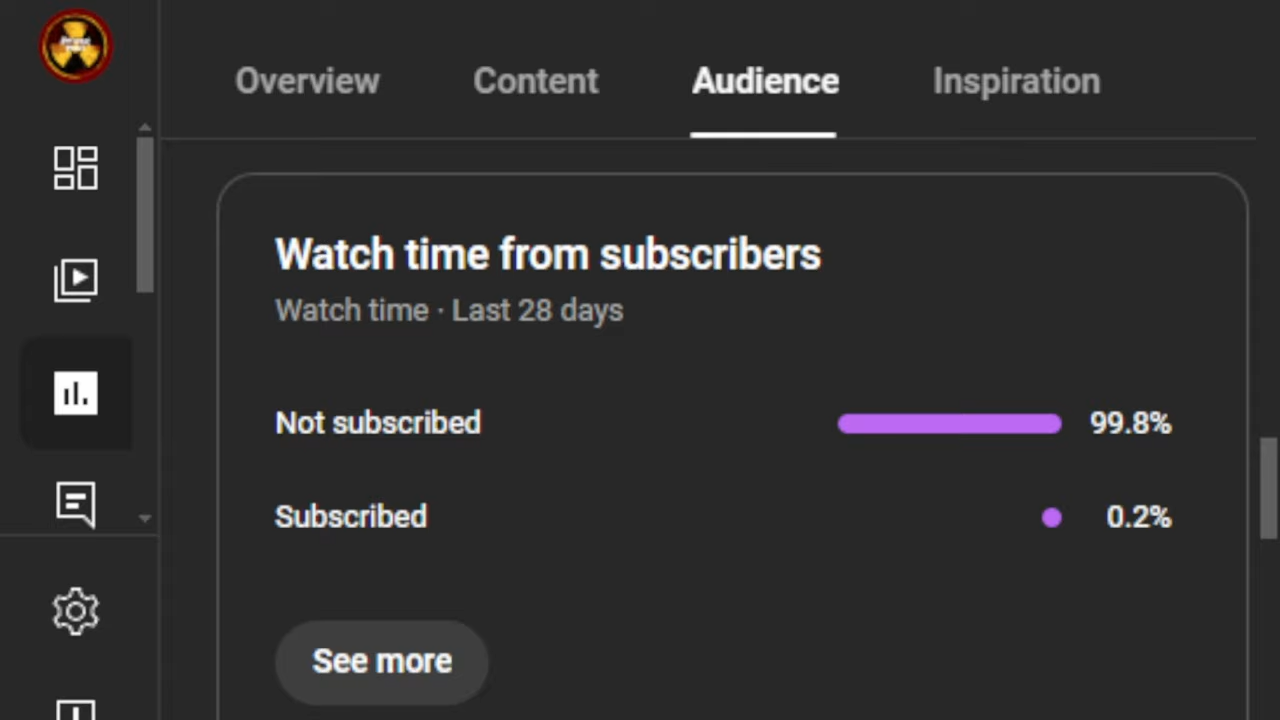 Overview Content Audience Inspiration
Watch time from subscribers
Watch time · Last 28 days
Not subscribed 99.8%
Subscribed 0.2%
See more